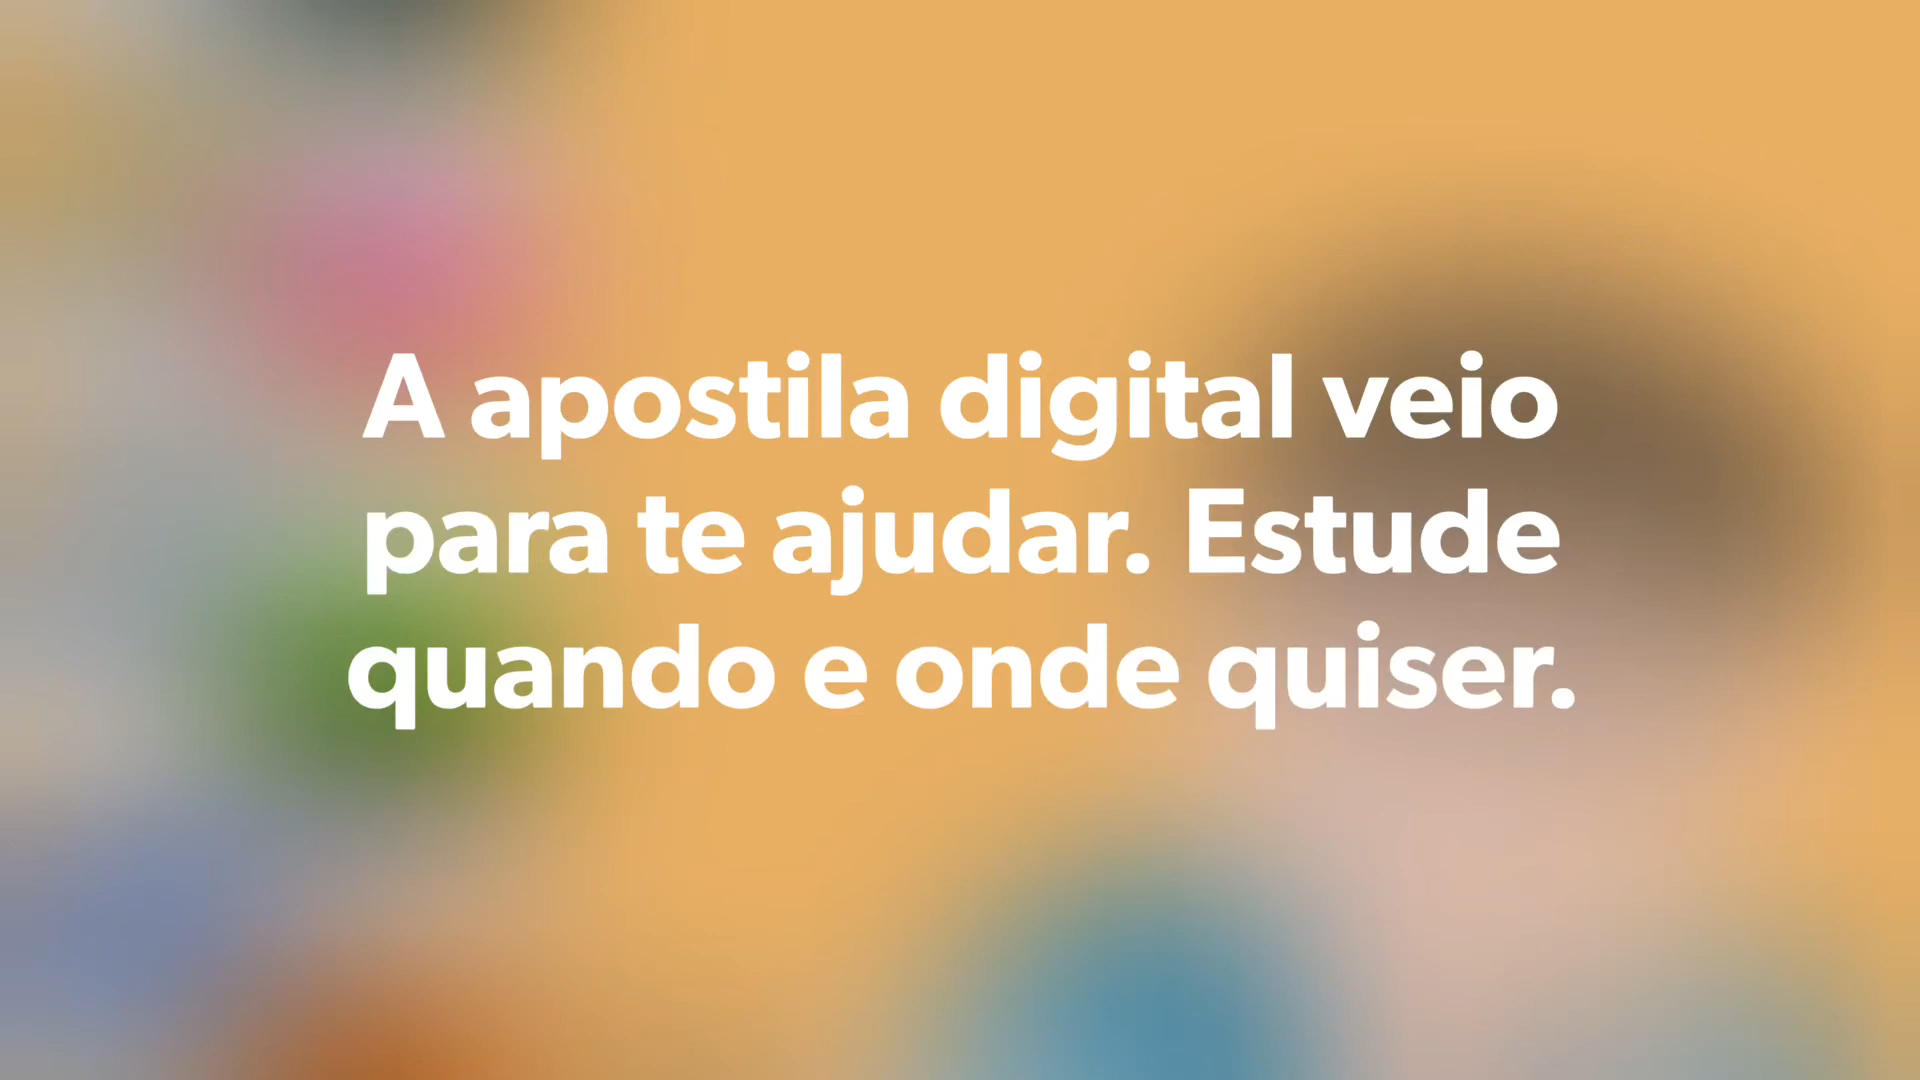 A apostila digital veio
para te ajudar. Estude
quando e onde quiser.